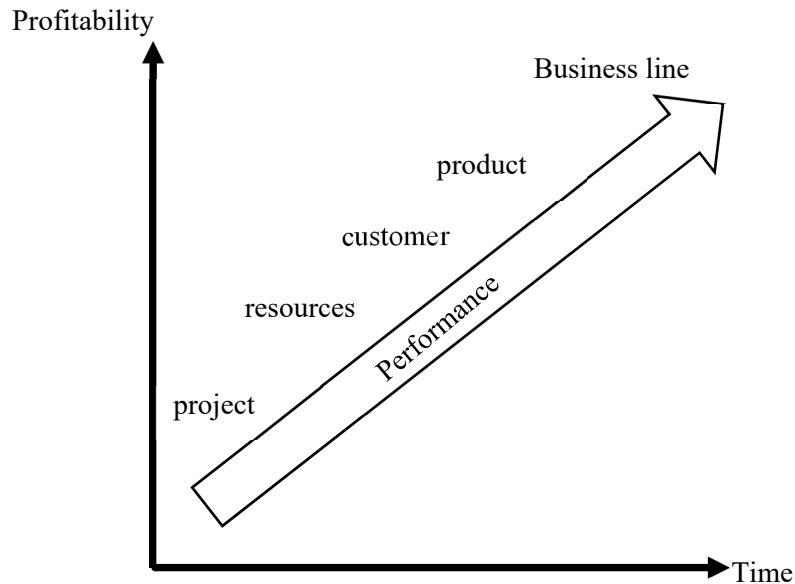 Profitability
Business line
product
customer
resources
Performance
project
Time